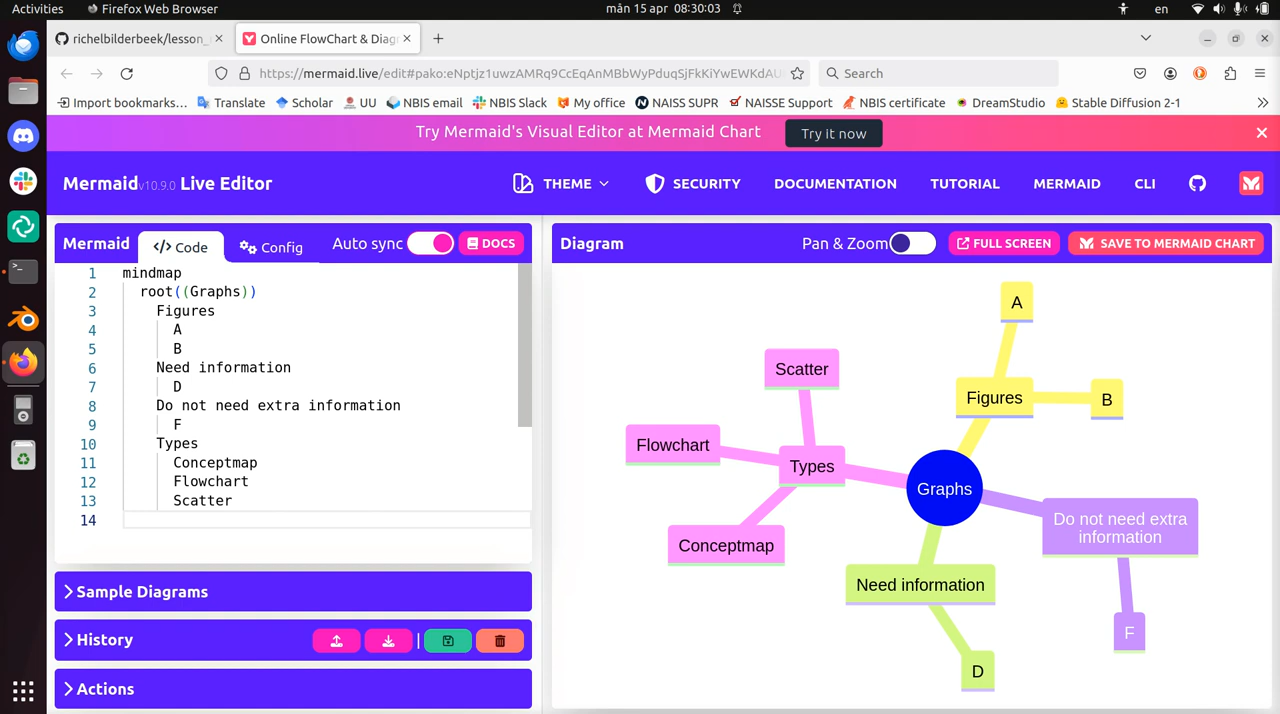 Activities
Firefox Web Browser
mån 15 apr 08:30:03
en
richelbilderbeek/lesson_
Online FlowChart & Diag
https://mermaid.live/edit#pako:eNptjz1uwzAMRq9CcEqAnMBbWyPduqSjFkKiYwEWKdAU
Search
Import bookmarks...
Translate
Scholar
UU
NBIS email
NBIS Slack
My office
NAISS SUPR
NAISSE Support
NBIS certificate
DreamStudio
Stable Diffusion 2-1
Try Mermaid's Visual Editor at Mermaid Chart
Try it now
Mermaid v10.9.0 Live Editor
THEME
SECURITY
DOCUMENTATION
TUTORIAL
MERMAID
CLI
Mermaid
</> Code
Config
Auto sync
DOCS
1 mindmap
2 root((Graphs))
3 Figures
4 A
5 B
6 Need information
7 D
8 Do not need extra information
9 F
10 Types
11 Conceptmap
12 Flowchart
13 Scatter
14
Sample Diagrams
History
Actions
Diagram
Pan & Zoom
FULL SCREEN
SAVE TO MERMAID CHART
A
Scatter
Figures
B
Flowchart
Types
Graphs
Do not need extra
information
Conceptmap
Need information
F
D